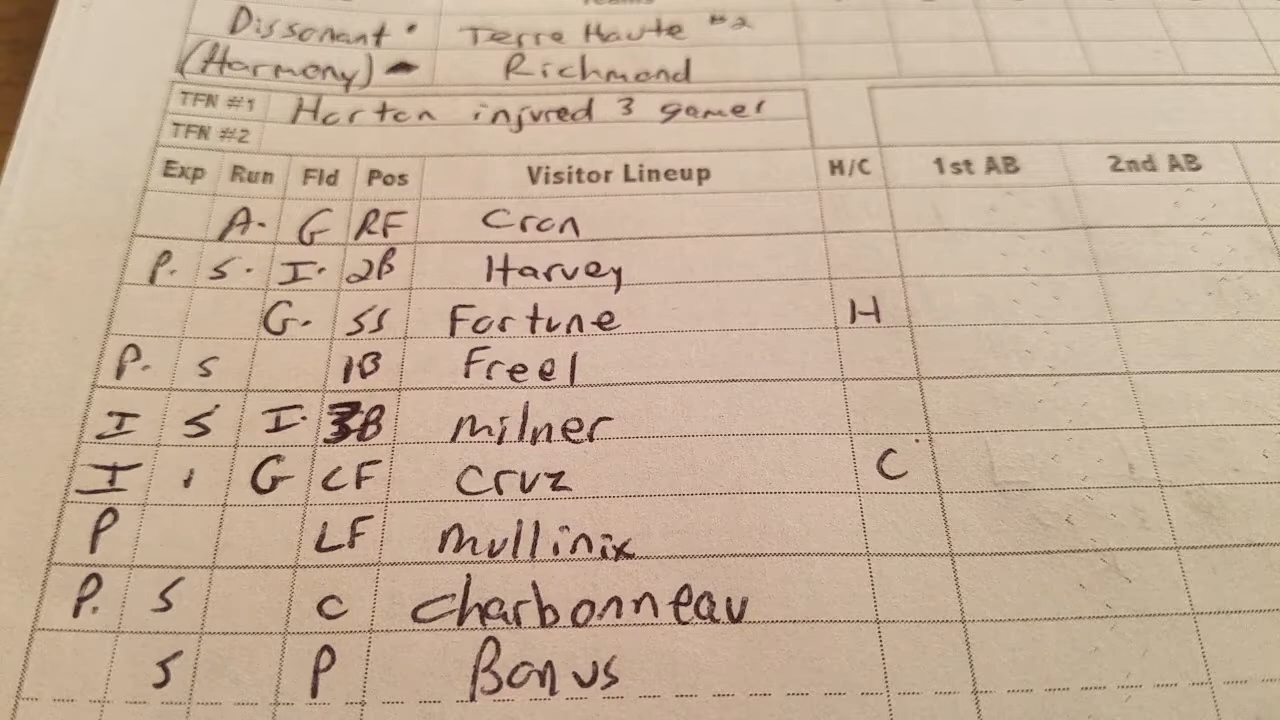 Teams
Dissonant • Terre Haute #2
(Harmony) - Richmond
TFN #1 Horton injured 3 games
TFN #2
Exp Run Fld Pos Visitor Lineup H/C 1st AB 2nd AB
A. G RF Cron
P. S. I. 2B Harvey
G. SS Fortune H
P. S 1B Freel
I S I. 3B Milner
I 1 G CF Cruz C
P LF Mullinix
P. S C Charbonneau
S P Bonus